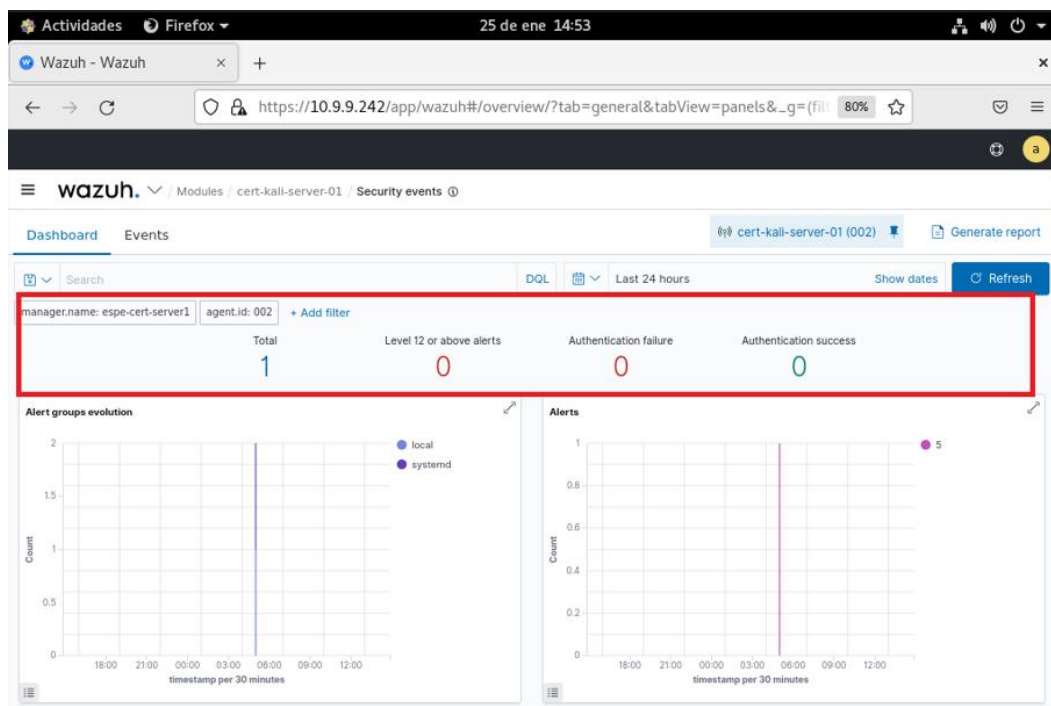 Actividades Firefox 25 de ene 14:53
Wazuh - Wazuh
https://10.9.9.242/app/wazuh#/overview/?tab=general&tabView=panels&_g=(fil 80%
a
wazuh. / Modules / cert-kali-server-01 / Security events
Dashboard Events cert-kali-server-01 (002) Generate report
Search DQL Last 24 hours Show dates Refresh
manager.name: espe-cert-server1 agent.id: 002 + Add filter
Total Level 12 or above alerts Authentication failure Authentication success
1 0 0 0
Alert groups evolution
2
1.5
1
0.5
0
Count
18:00 21:00 00:00 03:00 06:00 09:00 12:00
timestamp per 30 minutes
local
systemd
Alerts
1
0.8
0.6
0.4
0.2
0
Count
18:00 21:00 00:00 03:00 06:00 09:00 12:00
timestamp per 30 minutes
5